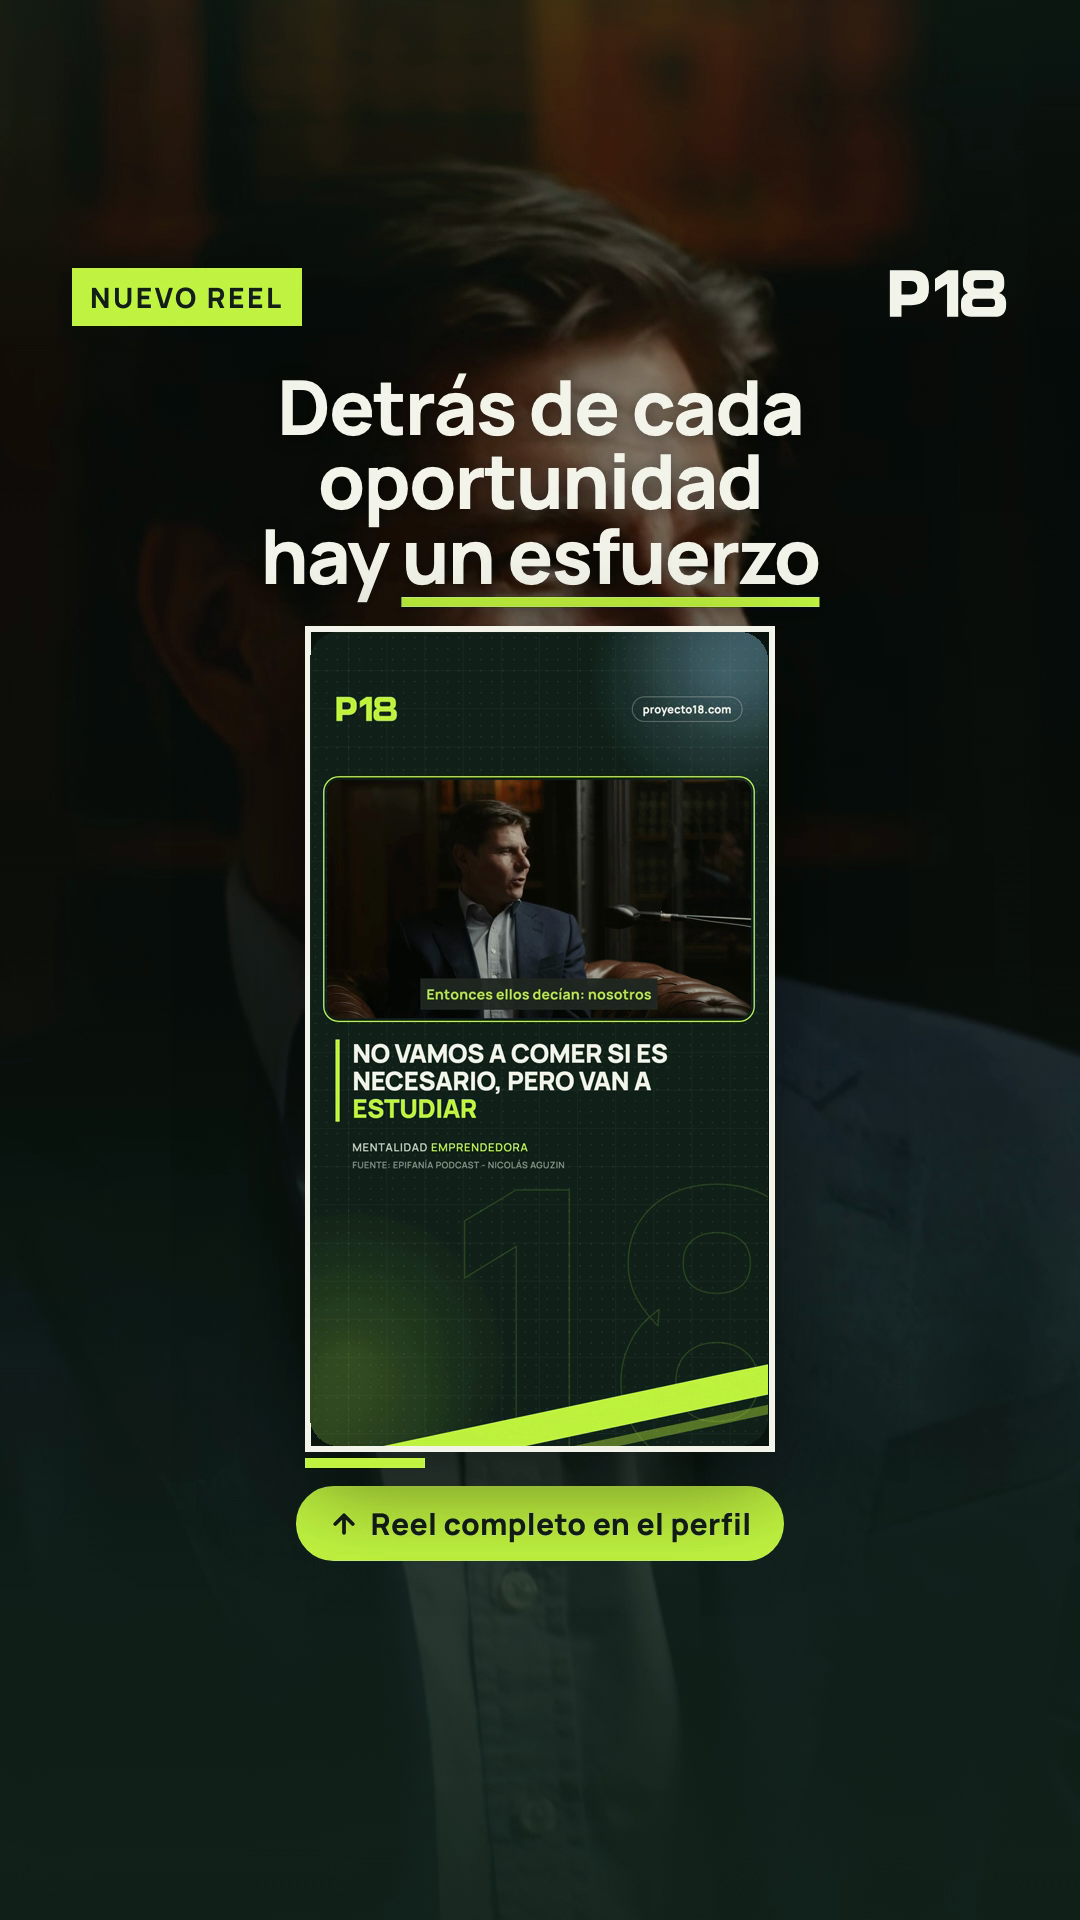 NUEVO REEL
P18
Detrás de cada
oportunidad
hay un esfuerzo
P18
proyecto18.com
Entonces ellos decían: nosotros
NO VAMOS A COMER SI ES
NECESARIO, PERO VAN A
ESTUDIAR
MENTALIDAD EMPRENDEDORA
FUENTE: EPIFANÍA PODCAST - NICOLÁS AGUZIN
18
↑ Reel completo en el perfil